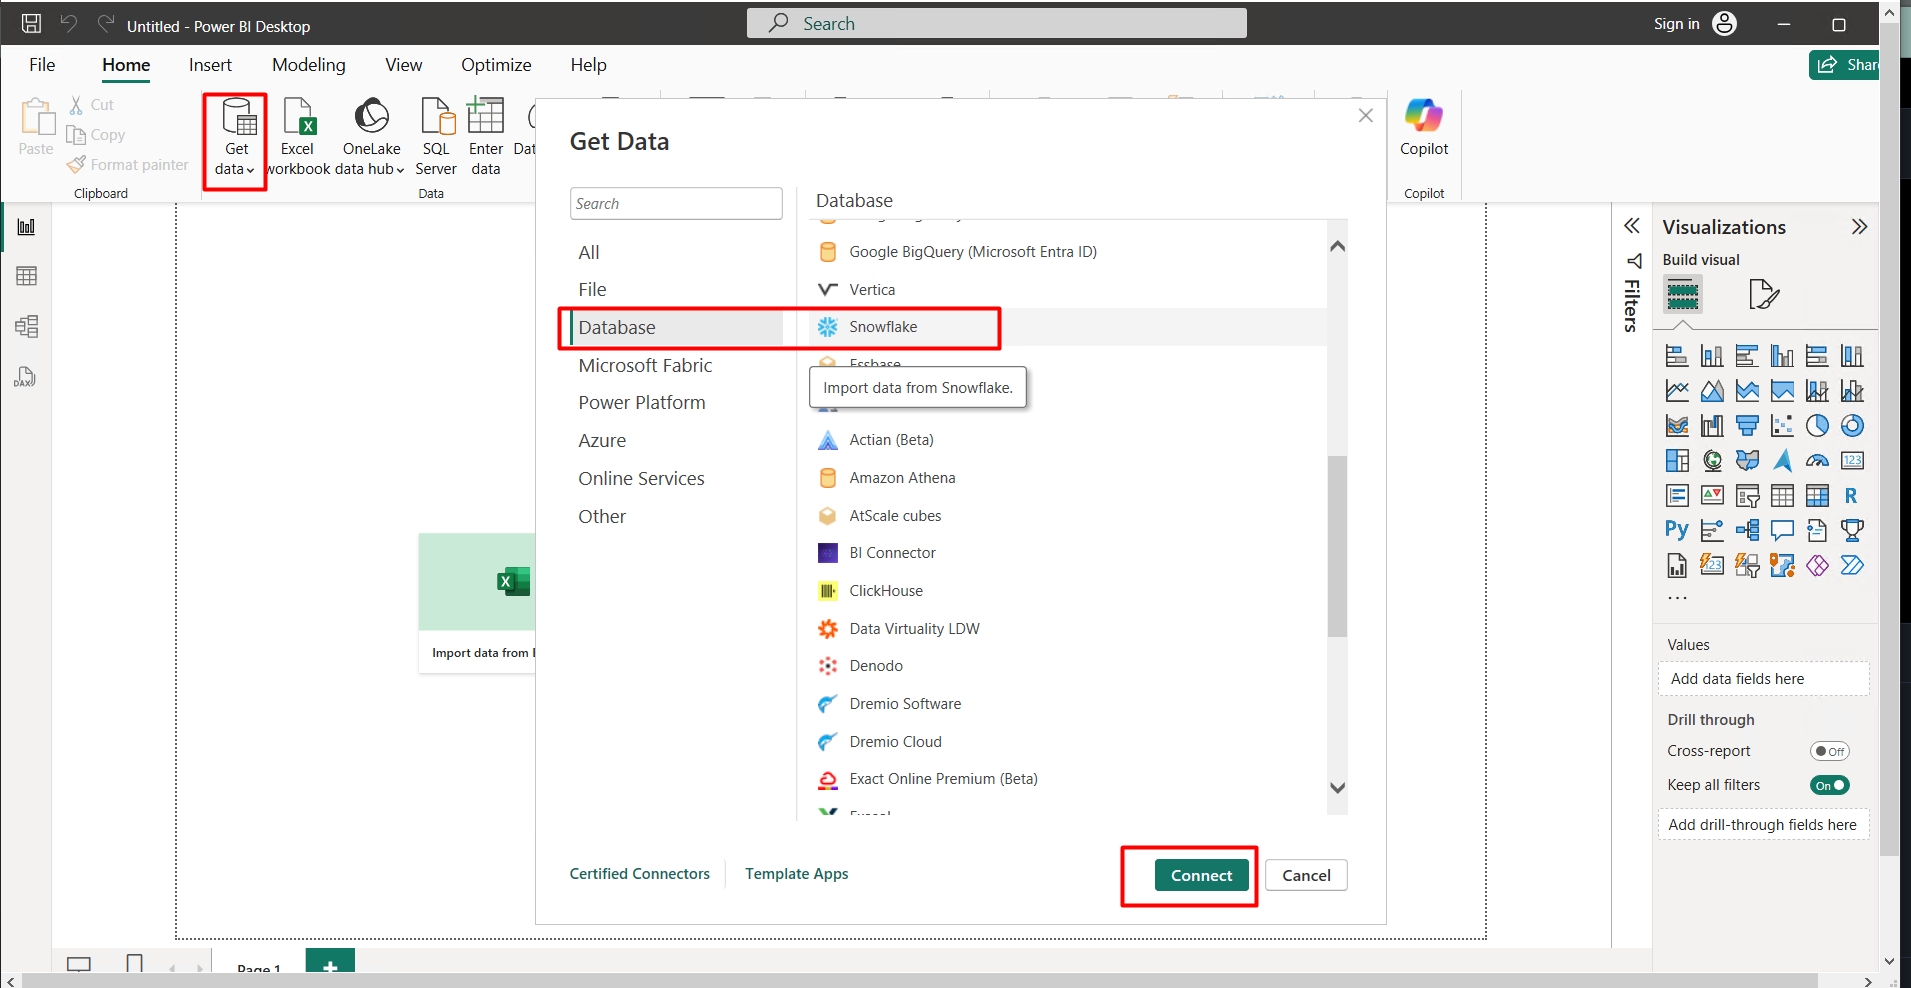 Untitled - Power BI Desktop
Search
Sign in
File
Home
Insert
Modeling
View
Optimize
Help
Share
Paste
Cut
Copy
Format painter
Clipboard
Get data
Excel workbook
OneLake data hub
SQL Server
Enter data
Dat
Data
Copilot
Copilot
Get Data
Search
All
File
Database
Microsoft Fabric
Power Platform
Azure
Online Services
Other
Database
Google BigQuery (Microsoft Entra ID)
Vertica
Snowflake
Essbase
Import data from Snowflake.
Actian (Beta)
Amazon Athena
AtScale cubes
BI Connector
ClickHouse
Data Virtuality LDW
Denodo
Dremio Software
Dremio Cloud
Exact Online Premium (Beta)
Certified Connectors
Template Apps
Connect
Cancel
Import data from
DAX
Filters
Visualizations
Build visual
123
R
Py
123
...
Values
Add data fields here
Drill through
Cross-report
Off
Keep all filters
On
Add drill-through fields here
Page 1